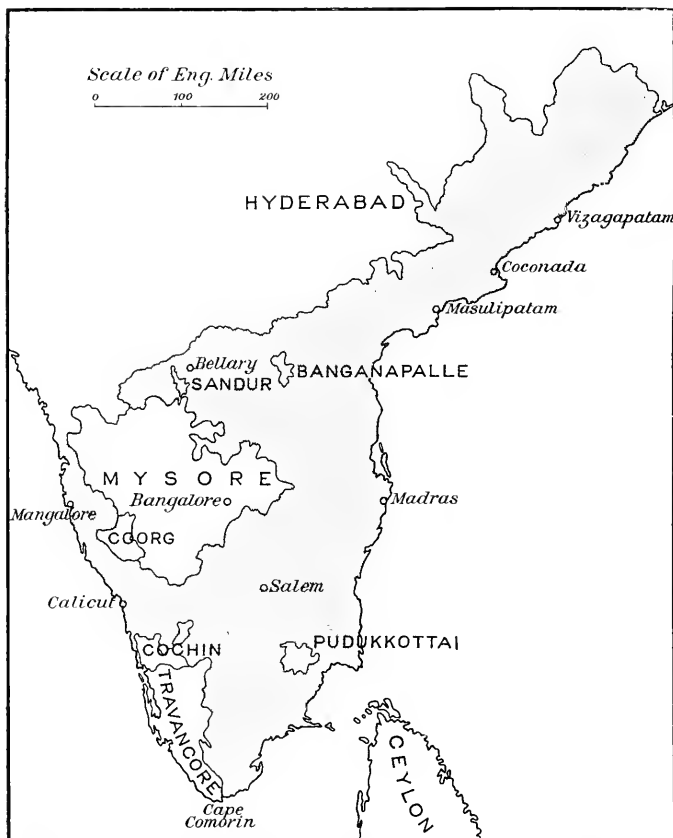 Scale of Eng. Miles
0 100 200
HYDERABAD
Vizagapatam
Coconada
Masulipatam
Bellary
SANDUR
BANGANAPALLE
MYSORE
Bangalore
Mangalore
Madras
COORG
Salem
Calicut
COCHIN
PUDUKKOTTAI
TRAVANCORE
CEYLON
Cape
Comorin